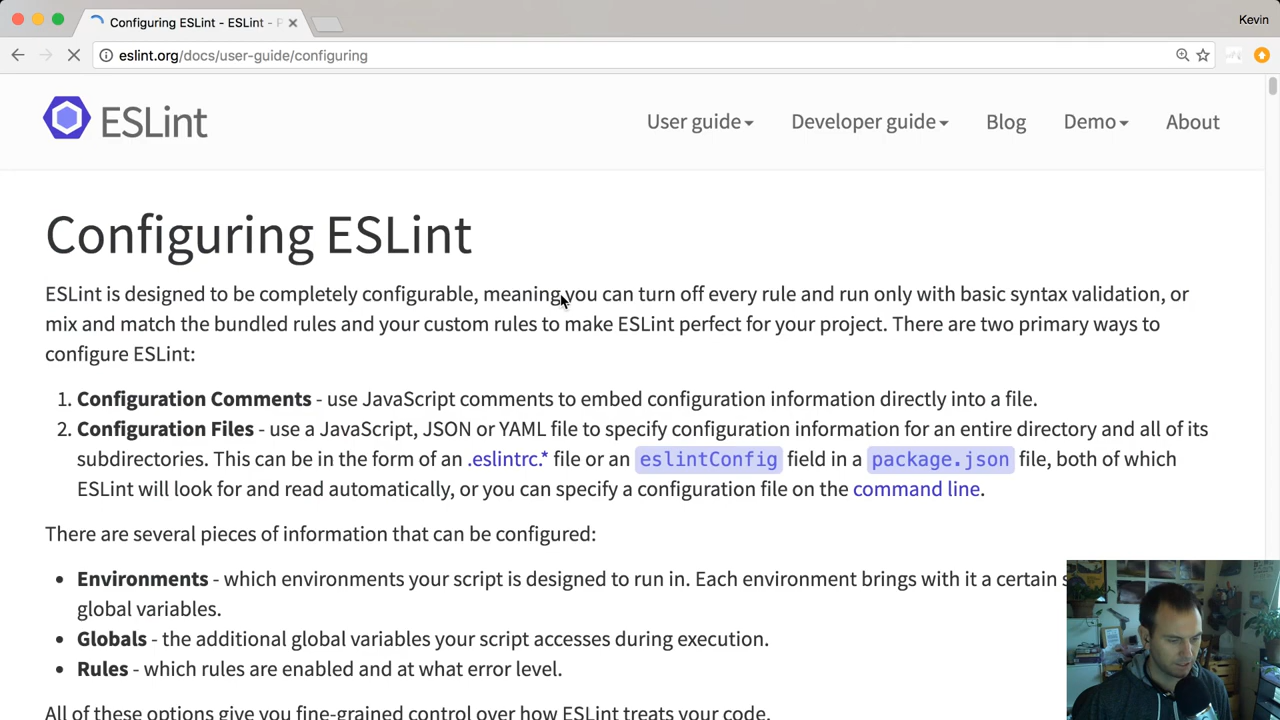 Configuring ESLint - ESLint - P
Kevin
eslint.org/docs/user-guide/configuring
ESLint
User guide
Developer guide
Blog
Demo
About
Configuring ESLint
ESLint is designed to be completely configurable, meaning you can turn off every rule and run only with basic syntax validation, or
mix and match the bundled rules and your custom rules to make ESLint perfect for your project. There are two primary ways to
configure ESLint:
1. Configuration Comments - use JavaScript comments to embed configuration information directly into a file.
2. Configuration Files - use a JavaScript, JSON or YAML file to specify configuration information for an entire directory and all of its
subdirectories. This can be in the form of an .eslintrc.* file or an eslintConfig field in a package.json file, both of which
ESLint will look for and read automatically, or you can specify a configuration file on the command line.
There are several pieces of information that can be configured:
• Environments - which environments your script is designed to run in. Each environment brings with it a certain
global variables.
• Globals - the additional global variables your script accesses during execution.
• Rules - which rules are enabled and at what error level.
All of these options give you fine-grained control over how ESLint treats your code.